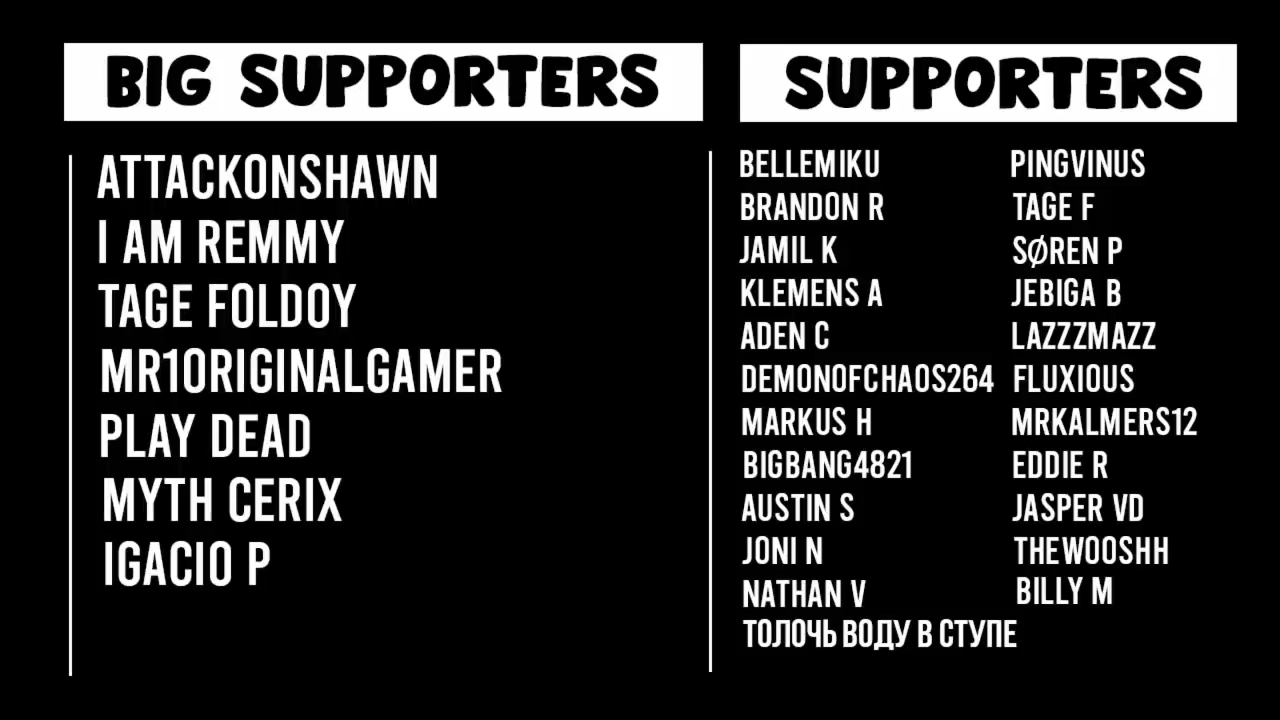 BIG SUPPORTERS
ATTACKONSHAWN
I AM REMMY
TAGE FOLDOY
MR1ORIGINALGAMER
PLAY DEAD
MYTH CERIX
IGACIO P
SUPPORTERS
BELLEMIKU
BRANDON R
JAMIL K
KLEMENS A
ADEN C
DEMONOFCHAOS264
MARKUS H
BIGBANG4821
AUSTIN S
JONI N
NATHAN V
ТОЛОЧЬ ВОДУ В СТУПЕ
PINGVINUS
TAGE F
SØREN P
JEBIGA B
LAZZZMAZZ
FLUXIOUS
MRKALMERS12
EDDIE R
JASPER VD
THEWOOSHH
BILLY M